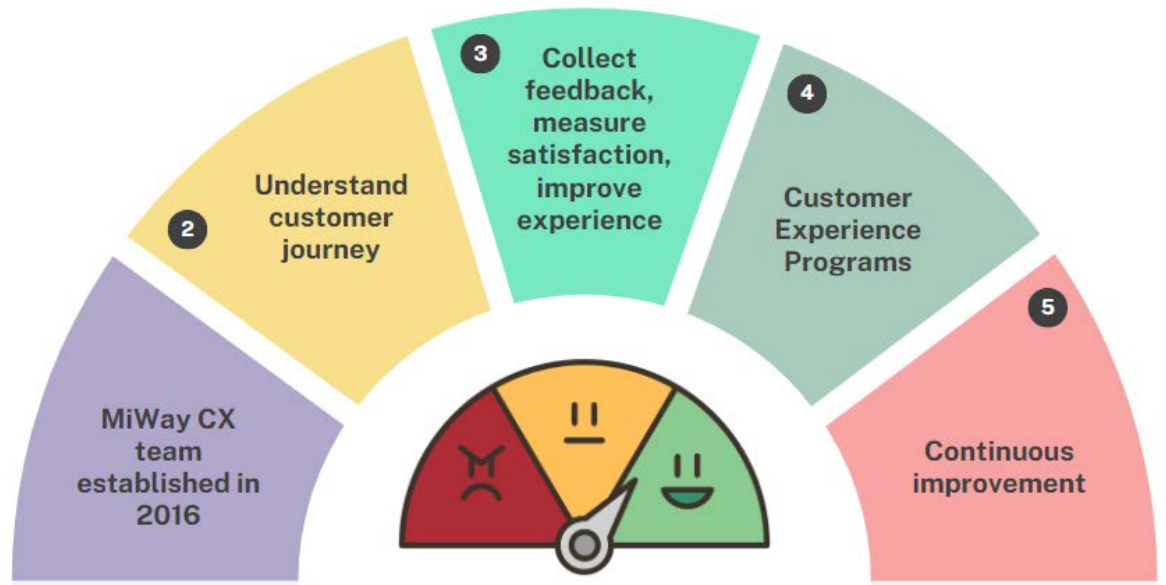 MiWay CX
team
established in
2016
2
Understand
customer
journey
3
Collect
feedback,
measure
satisfaction,
improve
experience
4
Customer
Experience
Programs
5
Continuous
improvement